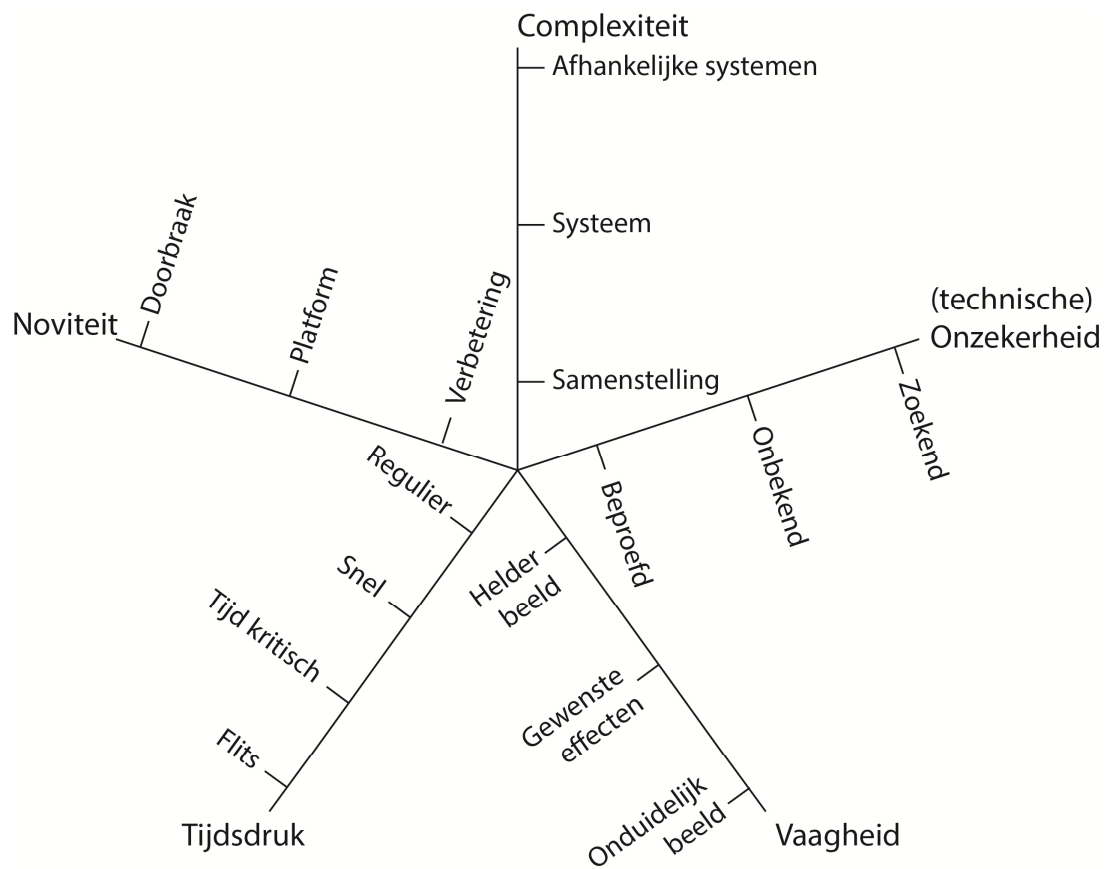 Complexiteit
Afhankelijke systemen
Systeem
Samenstelling
(technische)
Onzekerheid
Zoekend
Onbekend
Beproefd
Vaagheid
Helder
beeld
Gewenste
effecten
Onduidelijk
beeld
Tijdsdruk
Regulier
Snel
Tijd kritisch
Flits
Noviteit
Doorbraak
Platform
Verbetering